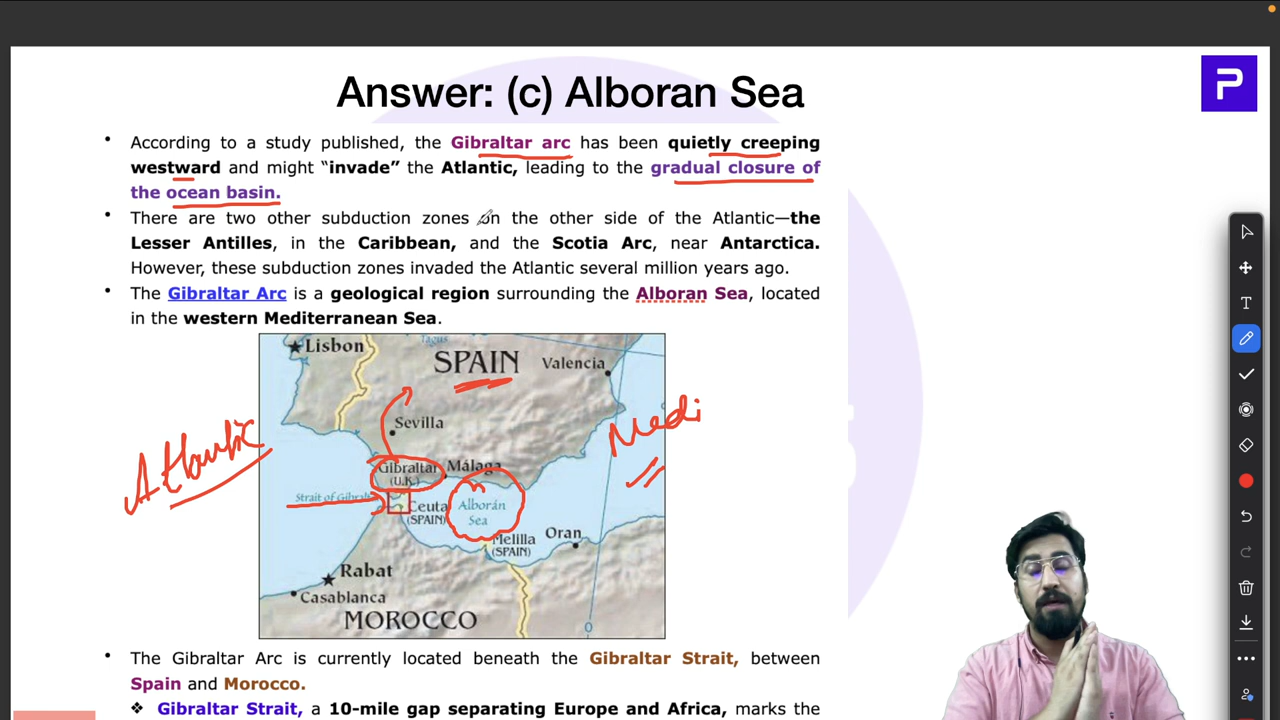 Answer: (c) Alboran Sea
P
• According to a study published, the Gibraltar arc has been quietly creeping
westward and might “invade” the Atlantic, leading to the gradual closure of
the ocean basin.
• There are two other subduction zones on the other side of the Atlantic—the
Lesser Antilles, in the Caribbean, and the Scotia Arc, near Antarctica.
However, these subduction zones invaded the Atlantic several million years ago.
• The Gibraltar Arc is a geological region surrounding the Alboran Sea, located
in the western Mediterranean Sea.
Tagus
Lisbon
SPAIN
Valencia
Sevilla
Atlantic
Medi
Gibraltar
(U.K.)
Málaga
Strait of Gibral
Ceuta
(SPAIN)
Alborán
Sea
Melilla
(SPAIN)
Oran
Rabat
Casablanca
MOROCCO
0
• The Gibraltar Arc is currently located beneath the Gibraltar Strait, between
Spain and Morocco.
❖ Gibraltar Strait, a 10-mile gap separating Europe and Africa, marks the
T